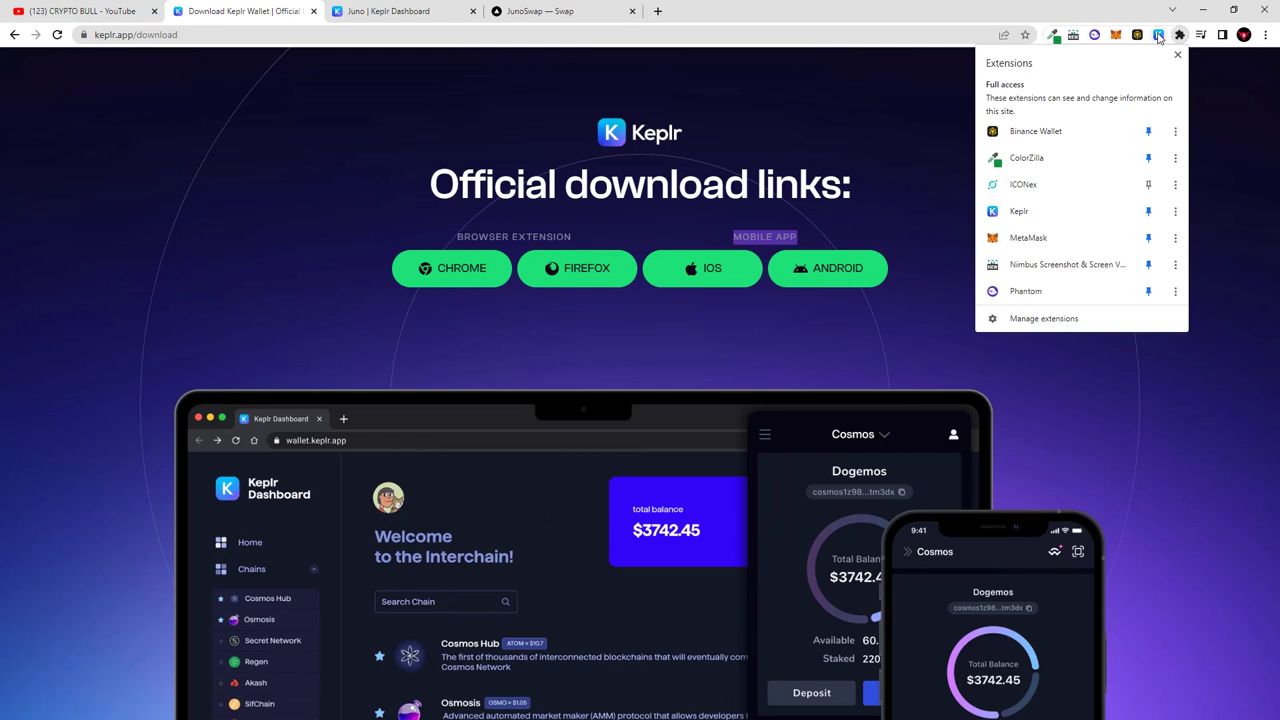 (123) CRYPTO BULL - YouTube
Download Keplr Wallet | Official
Juno | Keplr Dashboard
JunoSwap — Swap
keplr.app/download
Extensions
Full access
These extensions can see and change information on
this site.
Binance Wallet
ColorZilla
ICONex
Keplr
MetaMask
Nimbus Screenshot & Screen V...
Phantom
Manage extensions
Keplr
Official download links:
BROWSER EXTENSION
MOBILE APP
CHROME
FIREFOX
IOS
ANDROID
Keplr Dashboard
wallet.keplr.app
Keplr
Dashboard
Home
Chains
Cosmos Hub
Osmosis
Secret Network
Regen
Akash
SifChain
Welcome
to the Interchain!
total balance
$3742.45
Search Chain
Cosmos Hub ATOM = $10.7
The first of thousands of interconnected blockchains that will eventually com
Cosmos Network
Osmosis OSMO = $1.05
Advanced automated market maker (AMM) protocol that allows developers
Cosmos
Dogemos
cosmos1z98...tm3dx
Total Balan
$3742.4
Available 60.
Staked 220
Deposit
9:41
Cosmos
Dogemos
cosmos1z98...tm3dx
Total Balance
$3742.45